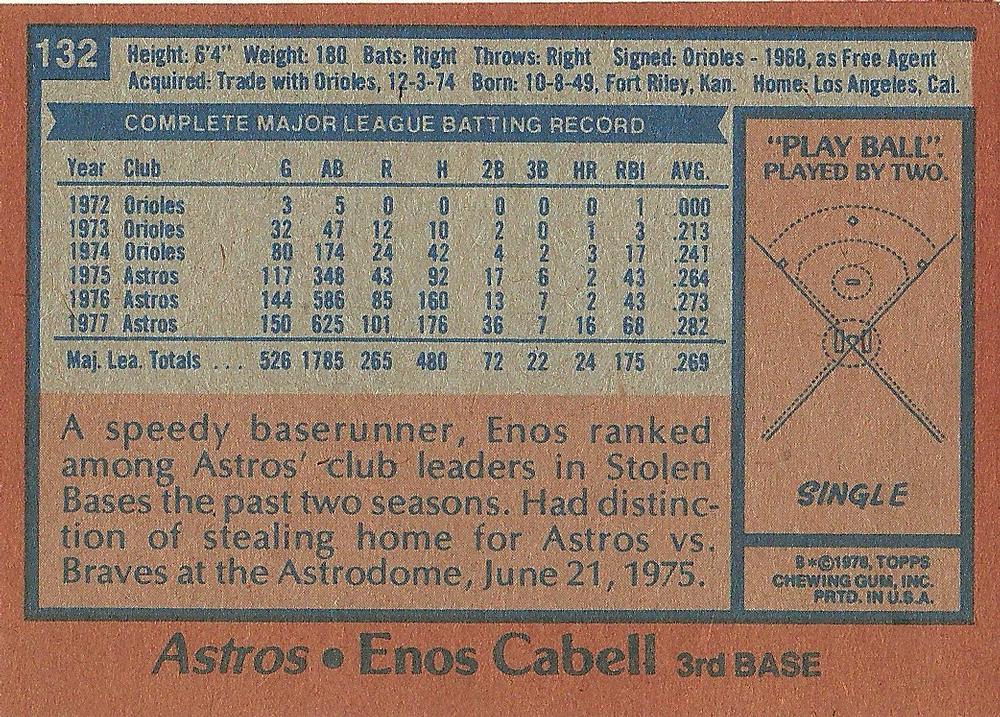 132
Height: 6'4" Weight: 180 Bats: Right Throws: Right Signed: Orioles - 1968, as Free Agent
Acquired: Trade with Orioles, 12-3-74 Born: 10-8-49, Fort Riley, Kan. Home: Los Angeles, Cal.
COMPLETE MAJOR LEAGUE BATTING RECORD
Year Club G AB R H 2B 3B HR RBI AVG.
1972 Orioles 3 5 0 0 0 0 0 1 .000
1973 Orioles 32 47 12 10 2 0 1 3 .213
1974 Orioles 80 174 24 42 4 2 3 17 .241
1975 Astros 117 348 43 92 17 6 2 43 .264
1976 Astros 144 586 85 160 13 7 2 43 .273
1977 Astros 150 625 101 176 36 7 16 68 .282
Maj. Lea. Totals ... 526 1785 265 480 72 22 24 175 .269
A speedy baserunner, Enos ranked
among Astros' club leaders in Stolen
Bases the past two seasons. Had distinc-
tion of stealing home for Astros vs.
Braves at the Astrodome, June 21, 1975.
"PLAY BALL".
PLAYED BY TWO.
SINGLE
B*©1978, TOPPS
CHEWING GUM, INC.
PRTD. IN U.S.A.
Astros • Enos Cabell 3rd BASE